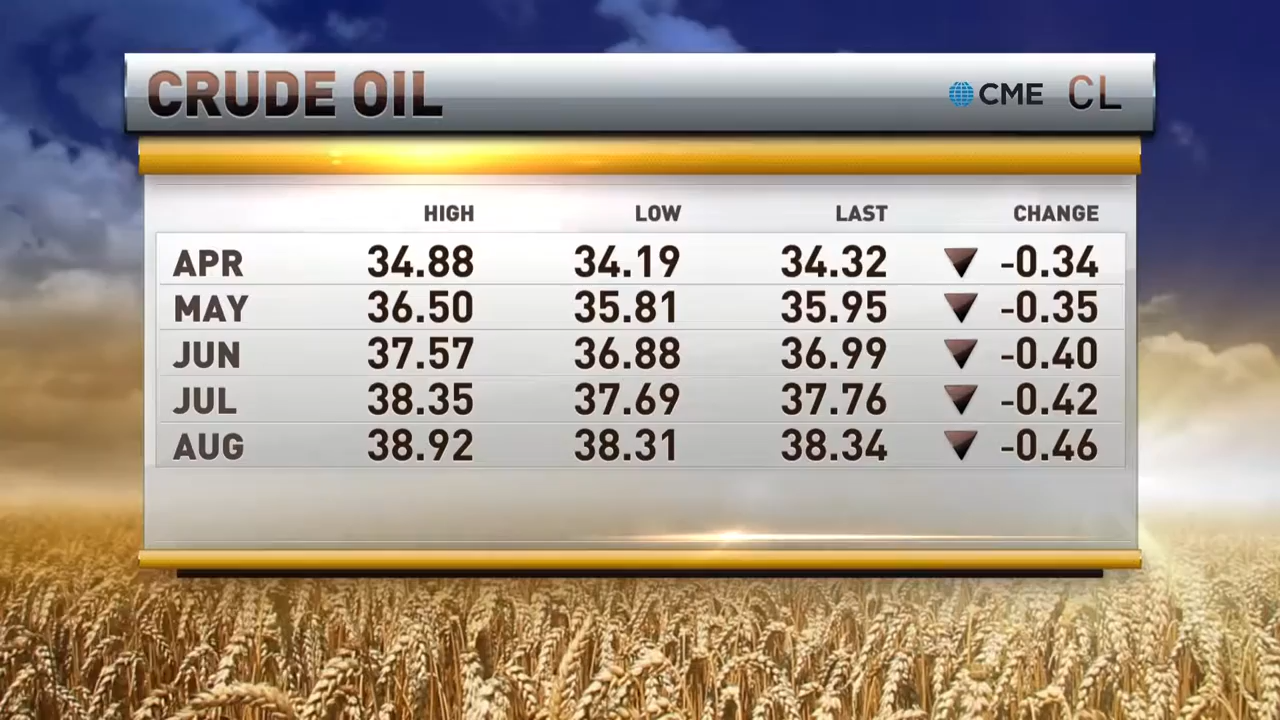 CRUDE OIL CME CL
HIGH LOW LAST CHANGE
APR 34.88 34.19 34.32 -0.34
MAY 36.50 35.81 35.95 -0.35
JUN 37.57 36.88 36.99 -0.40
JUL 38.35 37.69 37.76 -0.42
AUG 38.92 38.31 38.34 -0.46